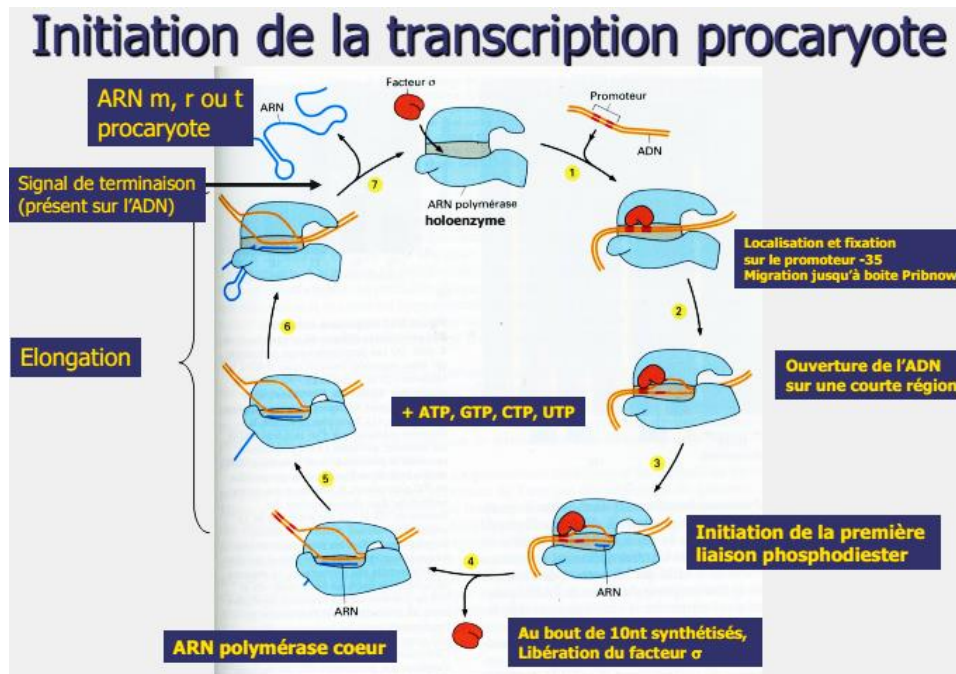 Initiation de la transcription procaryote
ARN m, r ou t
procaryote
ARN
Facteur σ
Promoteur
ADN
7
1
ARN polymérase
holoenzyme
Signal de terminaison
(présent sur l'ADN)
Localisation et fixation
sur le promoteur -35
Migration jusqu'à boite Pribnow
6
2
Elongation
+ ATP, GTP, CTP, UTP
Ouverture de l'ADN
sur une courte région
5
3
Initiation de la première
liaison phosphodiester
4
ARN
ARN
ARN polymérase coeur
Au bout de 10nt synthétisés,
Libération du facteur σ